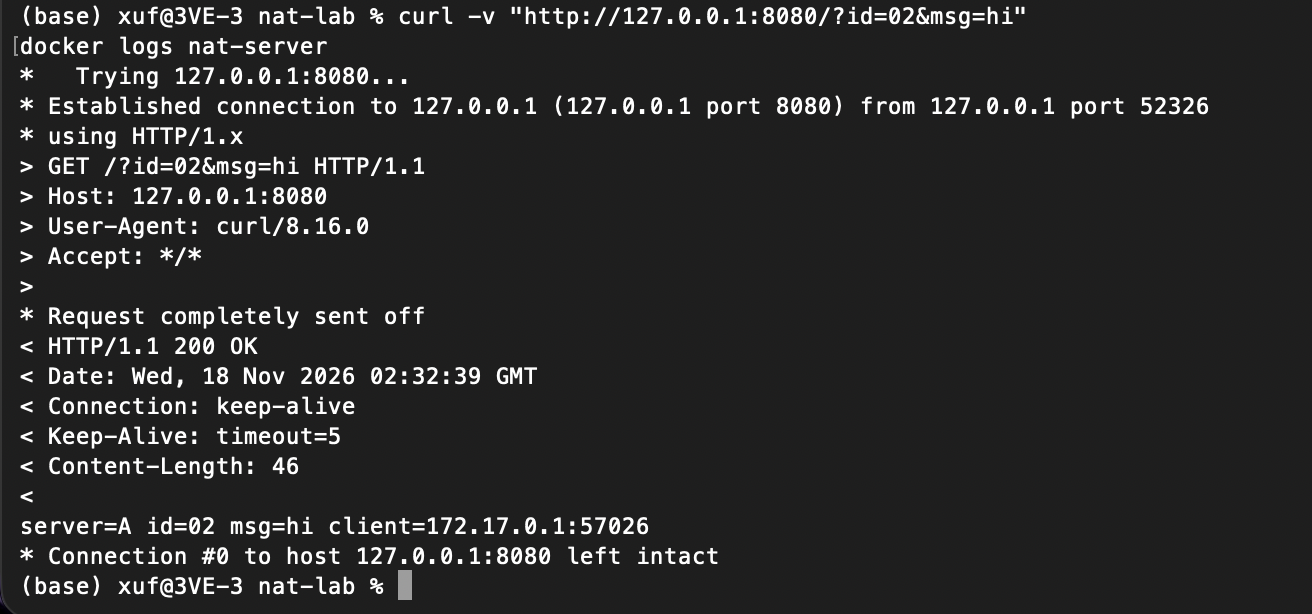 (base) xuf@3VE-3 nat-lab % curl -v "http://127.0.0.1:8080/?id=02&msg=hi"
[docker logs nat-server
*   Trying 127.0.0.1:8080...
* Established connection to 127.0.0.1 (127.0.0.1 port 8080) from 127.0.0.1 port 52326
* using HTTP/1.x
> GET /?id=02&msg=hi HTTP/1.1
> Host: 127.0.0.1:8080
> User-Agent: curl/8.16.0
> Accept: */*
>
* Request completely sent off
< HTTP/1.1 200 OK
< Date: Wed, 18 Nov 2026 02:32:39 GMT
< Connection: keep-alive
< Keep-Alive: timeout=5
< Content-Length: 46
<
server=A id=02 msg=hi client=172.17.0.1:57026
* Connection #0 to host 127.0.0.1:8080 left intact
(base) xuf@3VE-3 nat-lab %